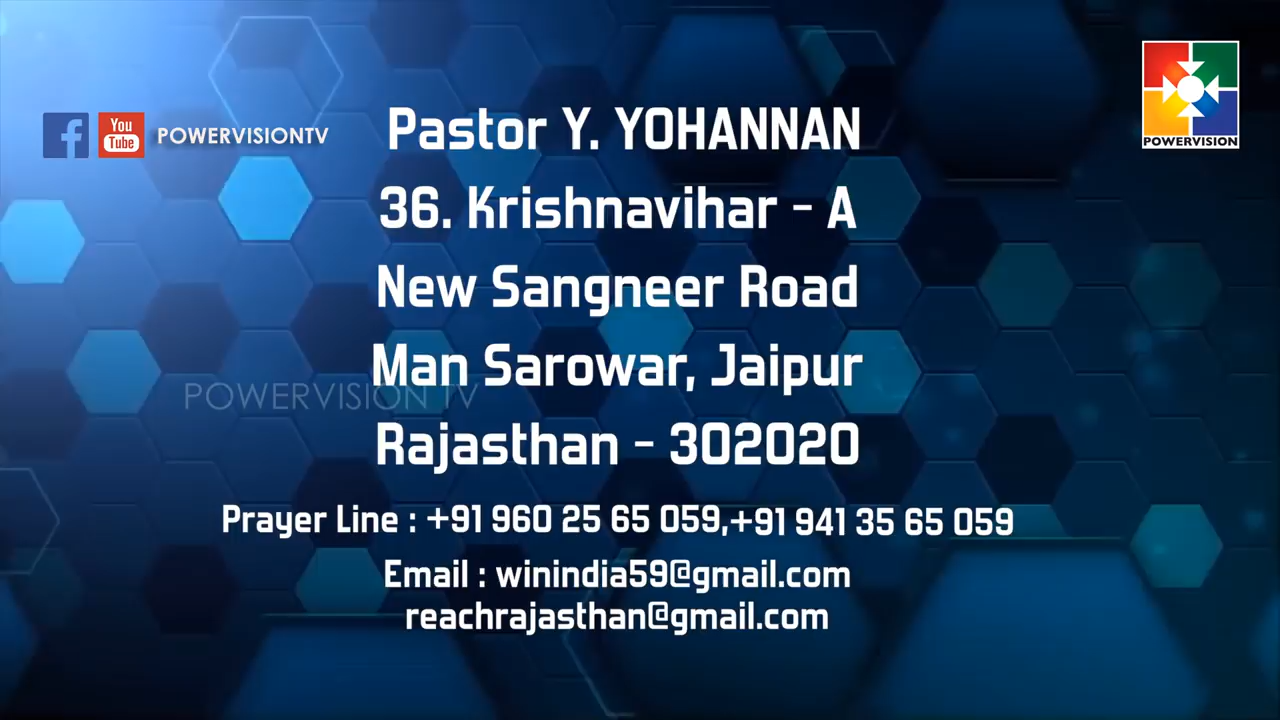 You
Tube
POWERVISIONTV
POWERVISION
Pastor Y. YOHANNAN
36. Krishnavihar - A
New Sangneer Road
Man Sarowar, Jaipur
POWERVISION TV
Rajasthan - 302020
Prayer Line : +91 960 25 65 059,+91 941 35 65 059
Email : winindia59@gmail.com
reachrajasthan@gmail.com